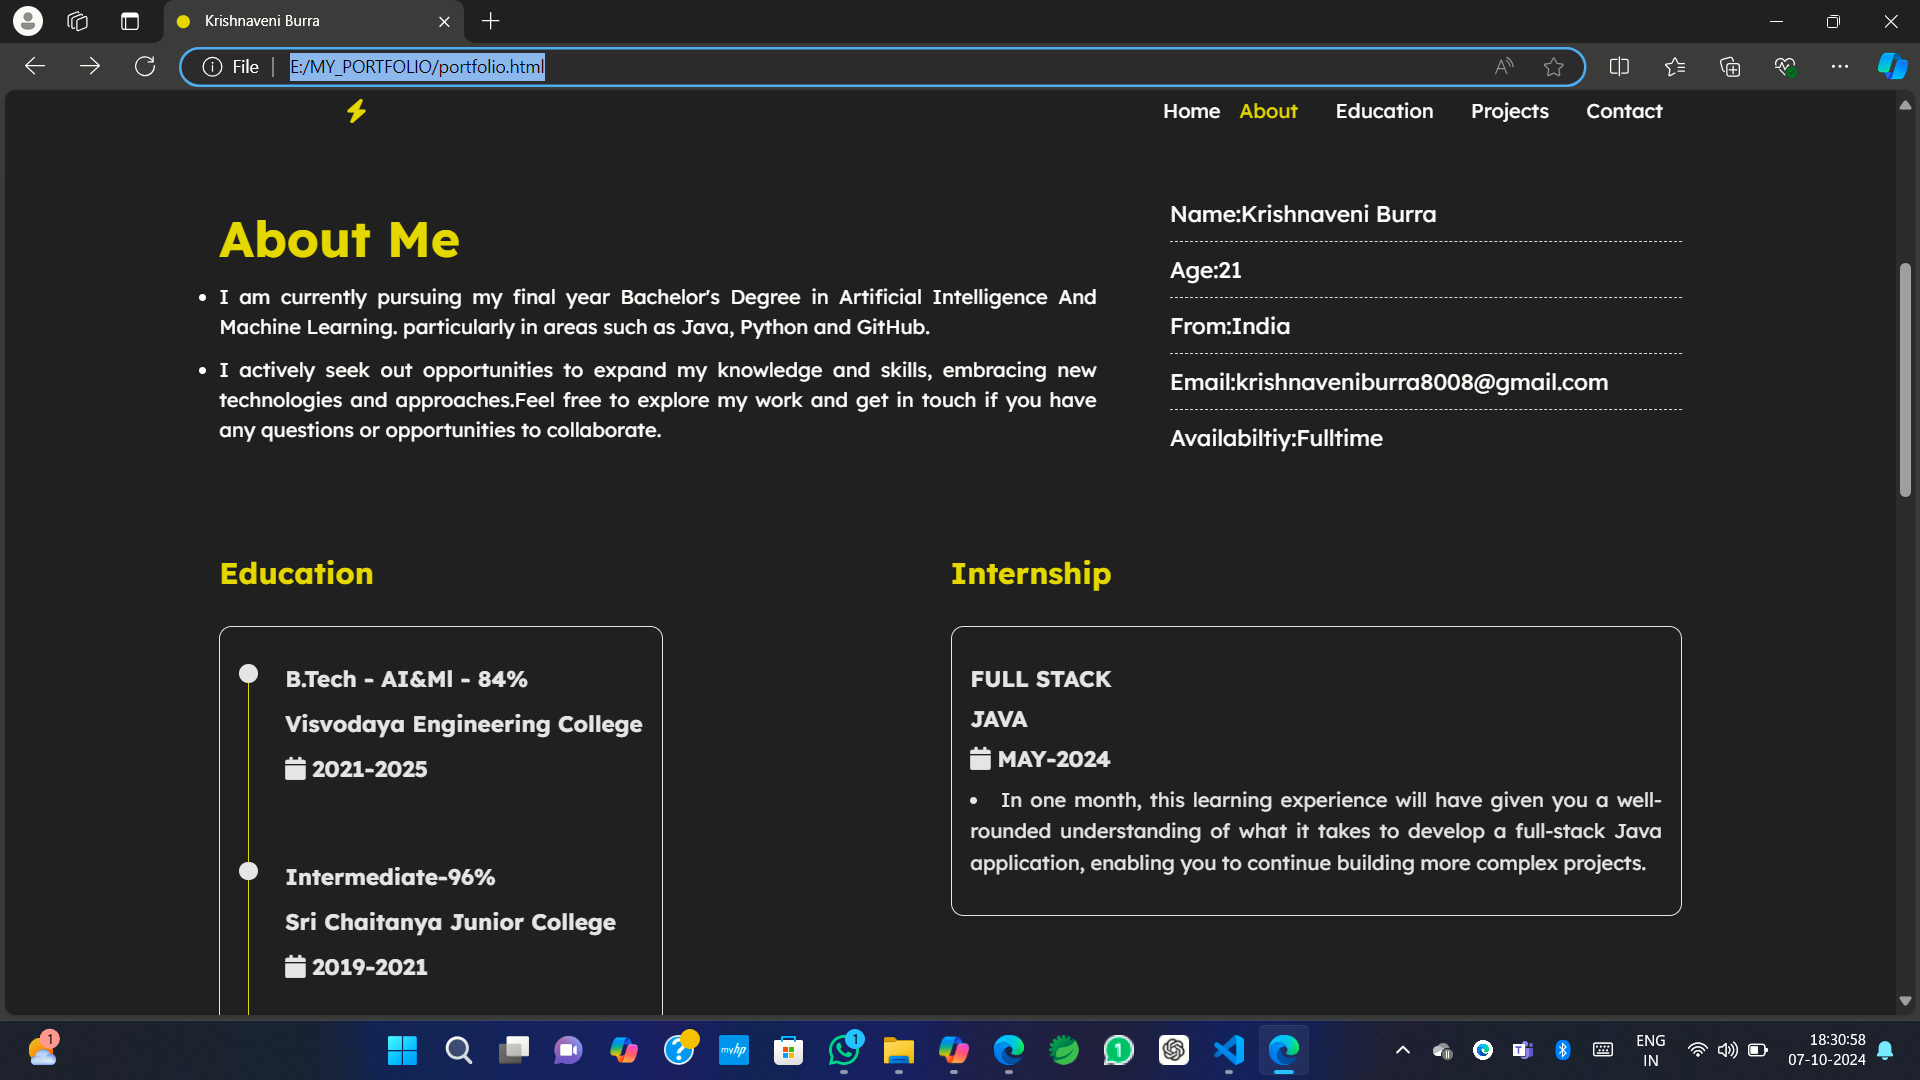 Krishnaveni Burra
File
E:/MY_PORTFOLIO/portfolio.html
Home About Education Projects Contact
About Me
• I am currently pursuing my final year Bachelor's Degree in Artificial Intelligence And
Machine Learning. particularly in areas such as Java, Python and GitHub.
• I actively seek out opportunities to expand my knowledge and skills, embracing new
technologies and approaches.Feel free to explore my work and get in touch if you have
any questions or opportunities to collaborate.
Name:Krishnaveni Burra
Age:21
From:India
Email:krishnaveniburra8008@gmail.com
Availabiltiy:Fulltime
Education
B.Tech - AI&Ml - 84%
Visvodaya Engineering College
2021-2025
Intermediate-96%
Sri Chaitanya Junior College
2019-2021
Internship
FULL STACK
JAVA
MAY-2024
• In one month, this learning experience will have given you a well-
rounded understanding of what it takes to develop a full-stack Java
application, enabling you to continue building more complex projects.
1
myhp
1
1
ENG
IN
18:30:58
07-10-2024